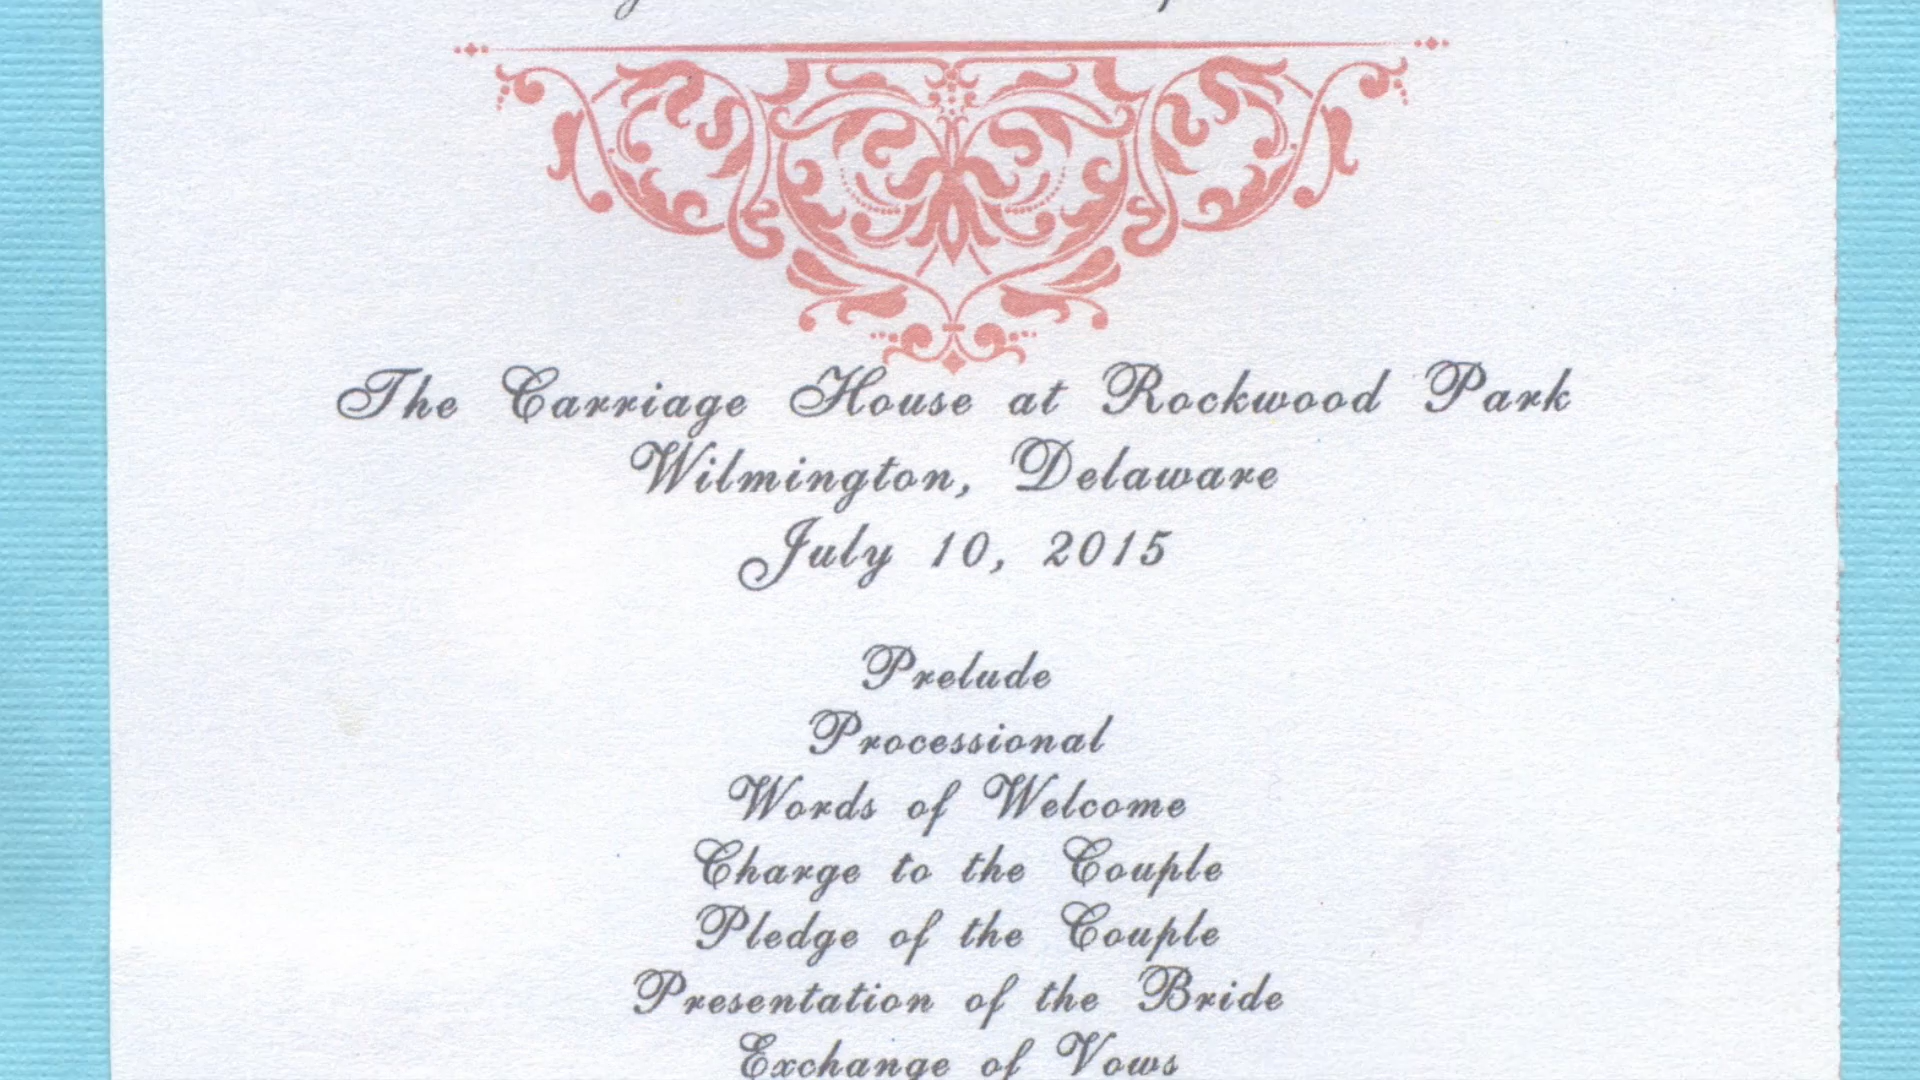 The Carriage House at Rockwood Park
Wilmington, Delaware
July 10, 2015
Prelude
Processional
Words of Welcome
Charge to the Couple
Pledge of the Couple
Presentation of the Bride
Exchange of Vows